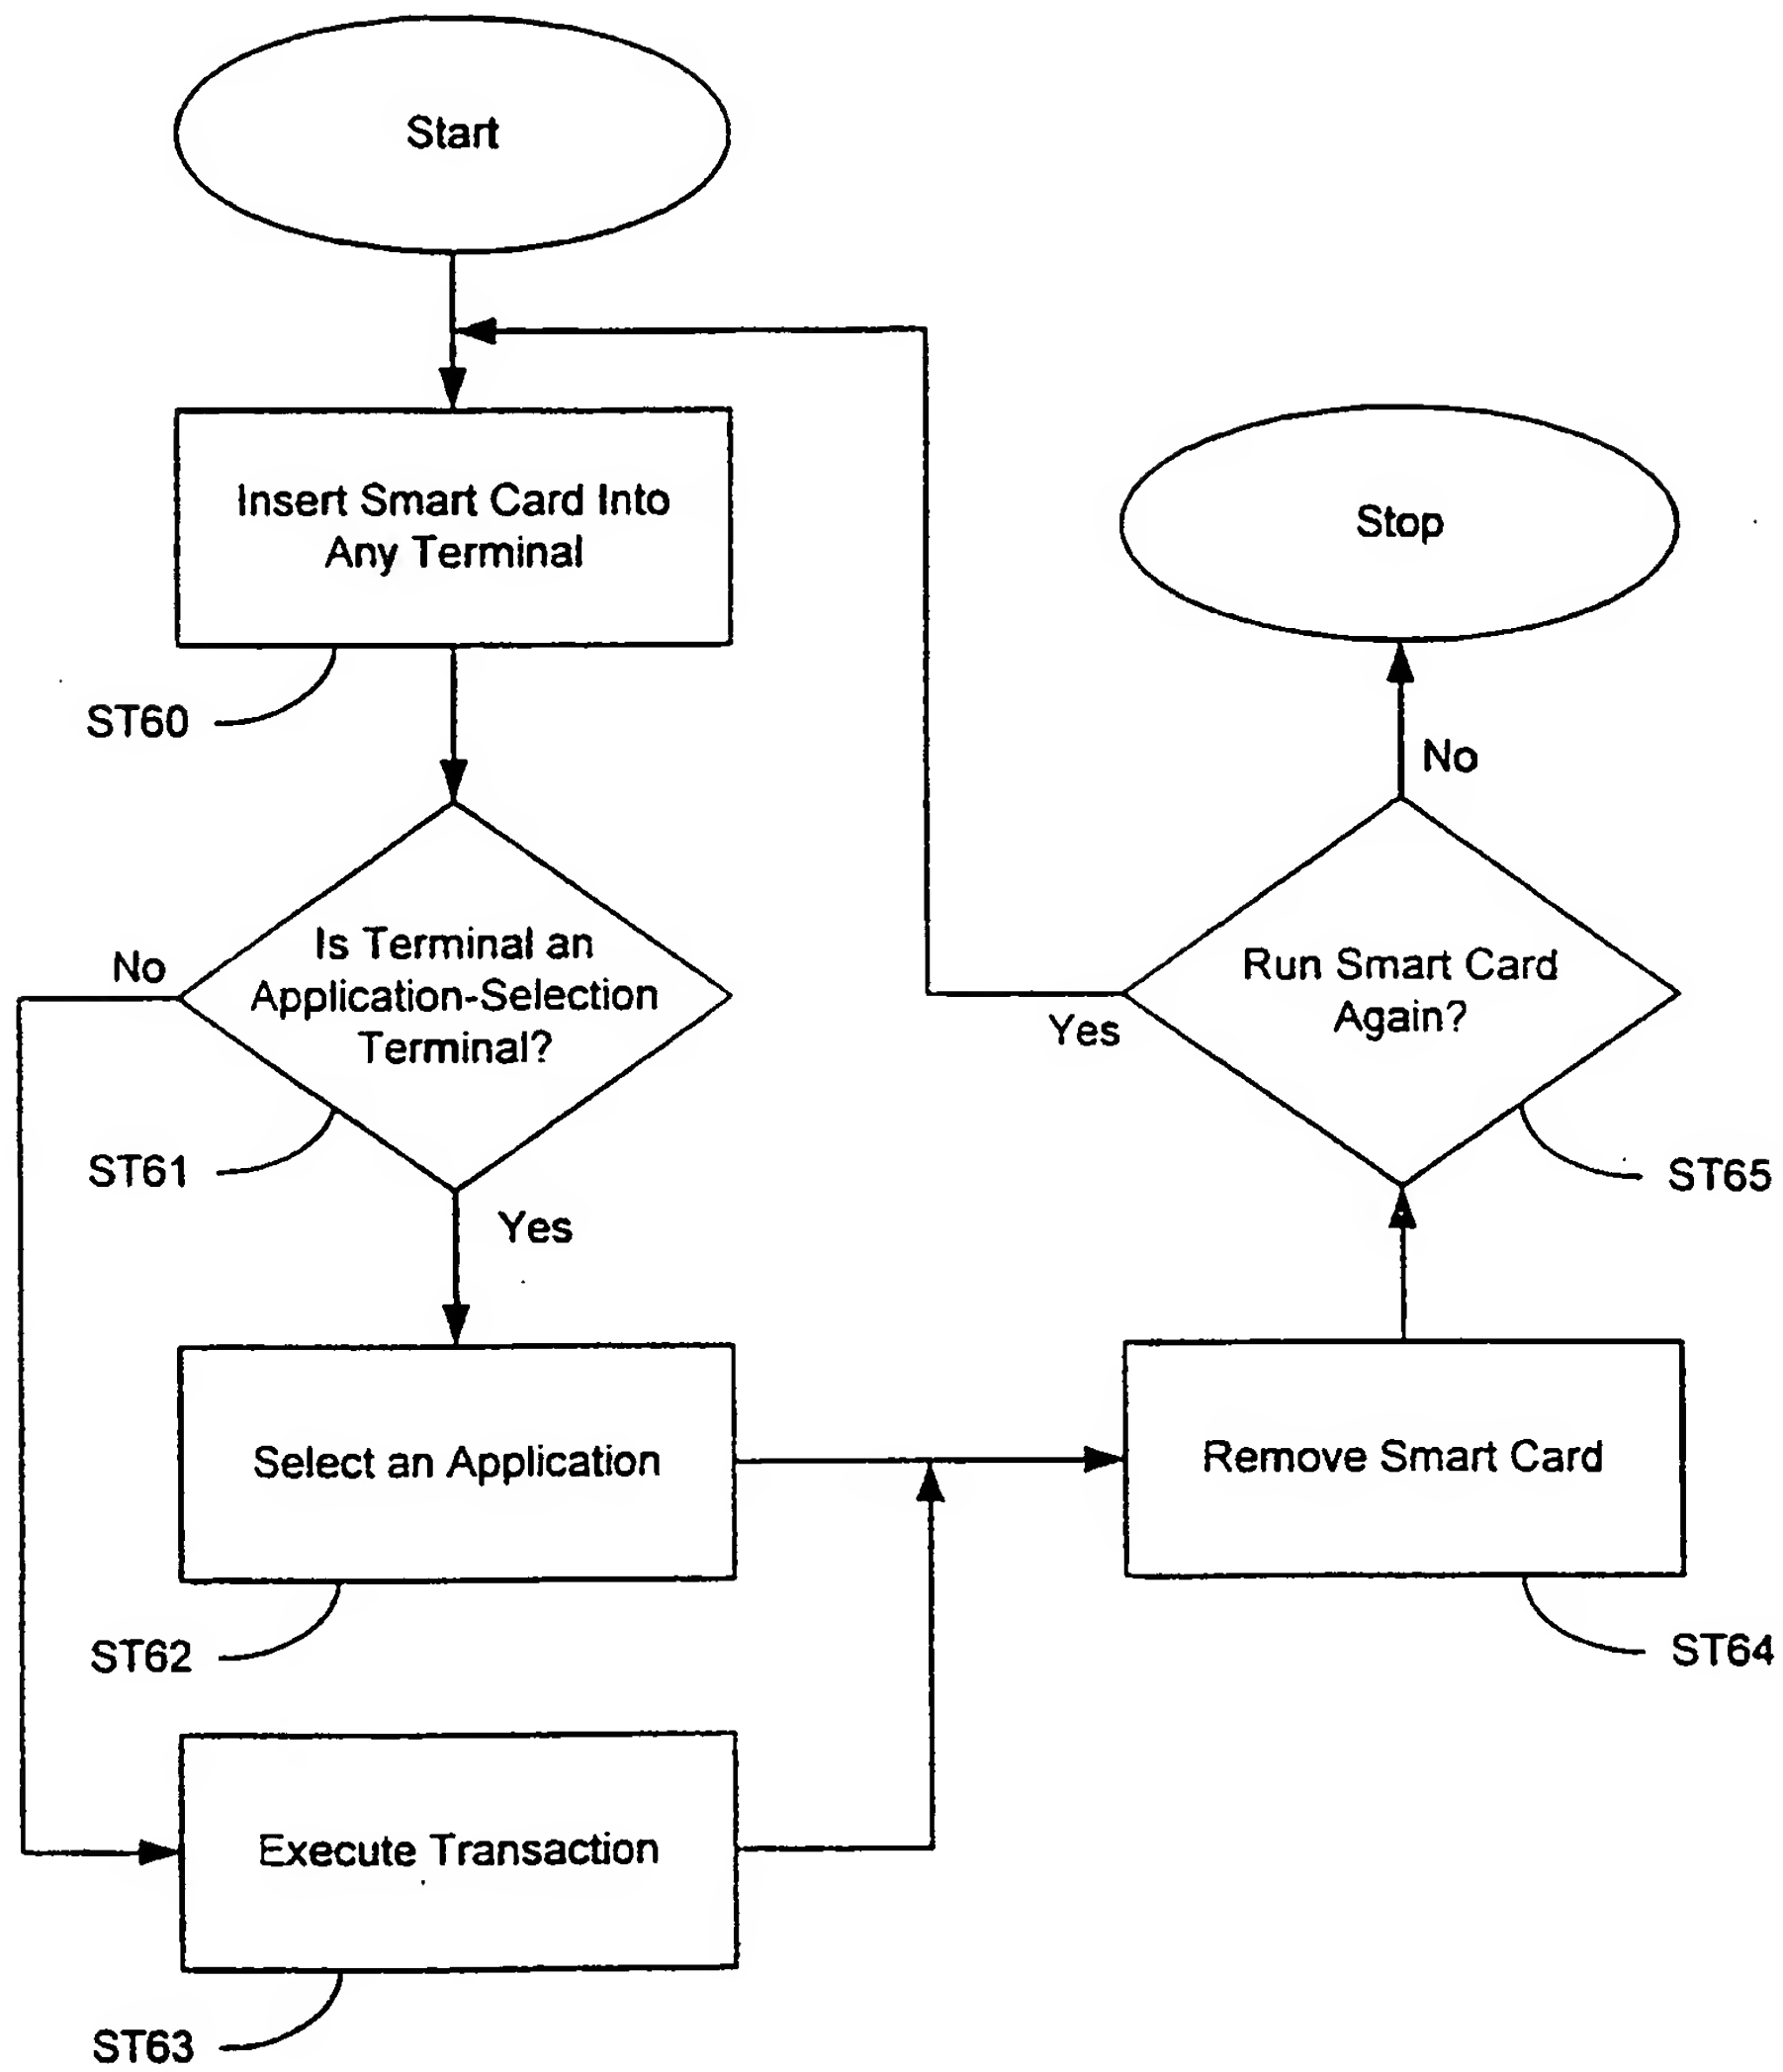 Start
Insert Smart Card Into
Any Terminal
ST60
Is Terminal an
Application-Selection
Terminal?
No
ST61
Yes
Select an Application
ST62
Execute Transaction
ST63
Remove Smart Card
ST64
Run Smart Card
Again?
Yes
ST65
No
Stop